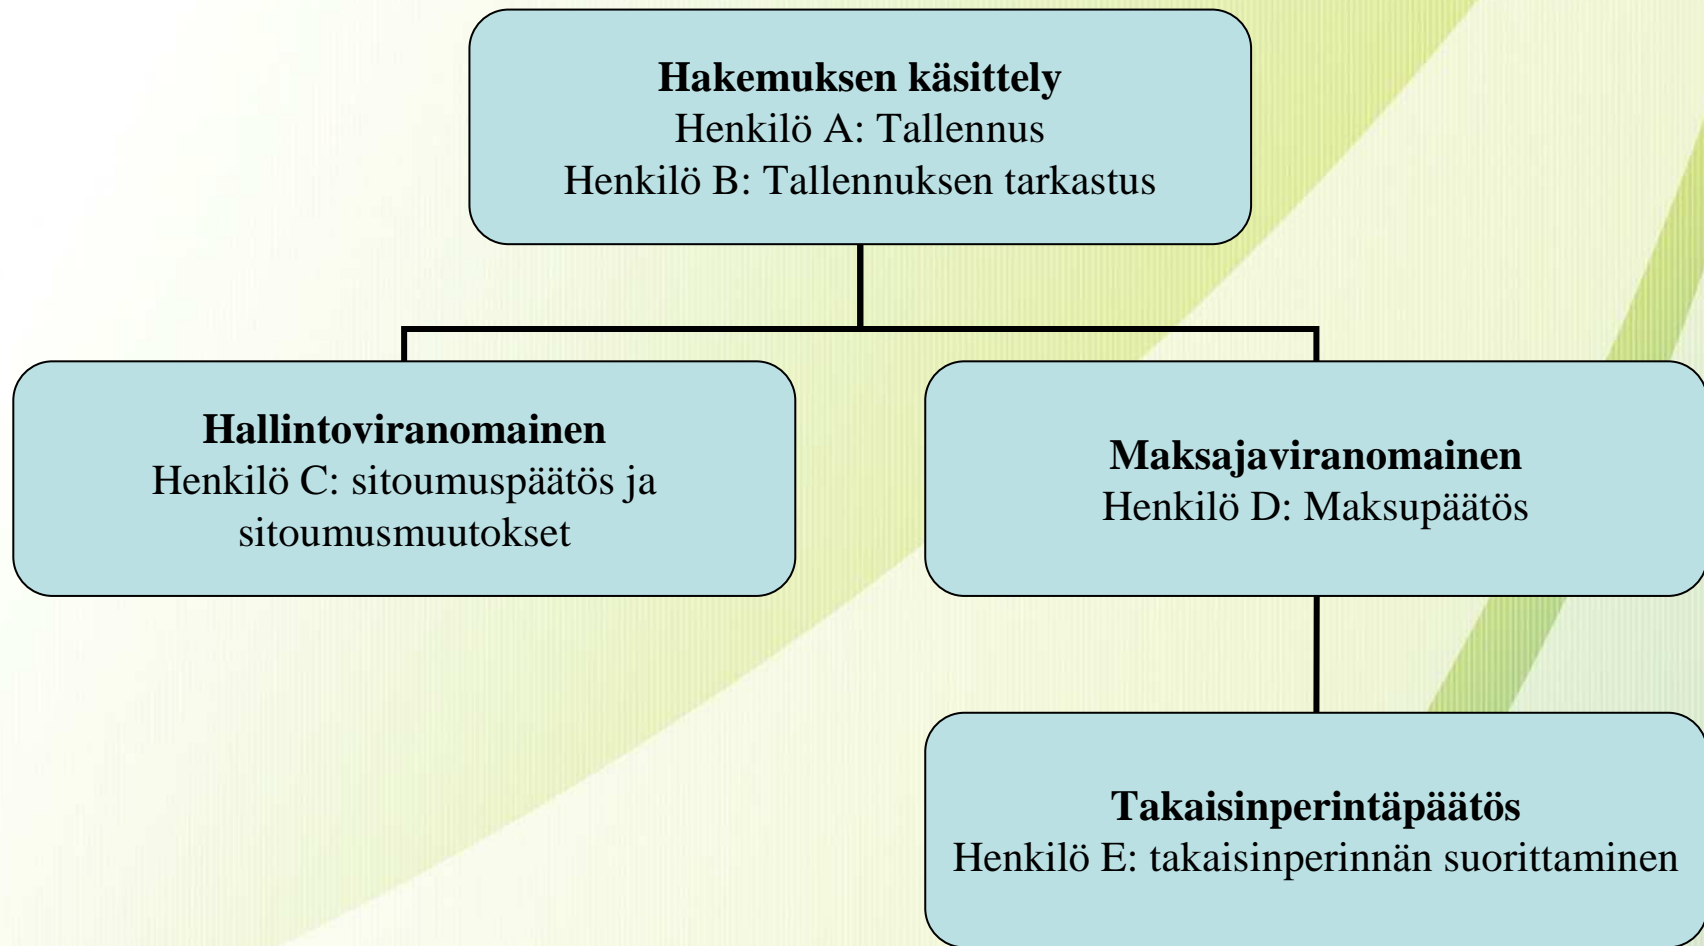 Hakemuksen käsittely
Henkilö A: Tallennus
Henkilö B: Tallennuksen tarkastus
Hallintoviranomainen
Henkilö C: sitoumuspäätös ja
sitoumusmuutokset
Maksajaviranomainen
Henkilö D: Maksupäätös
Takaisinperintäpäätös
Henkilö E: takaisinperinnän suorittaminen